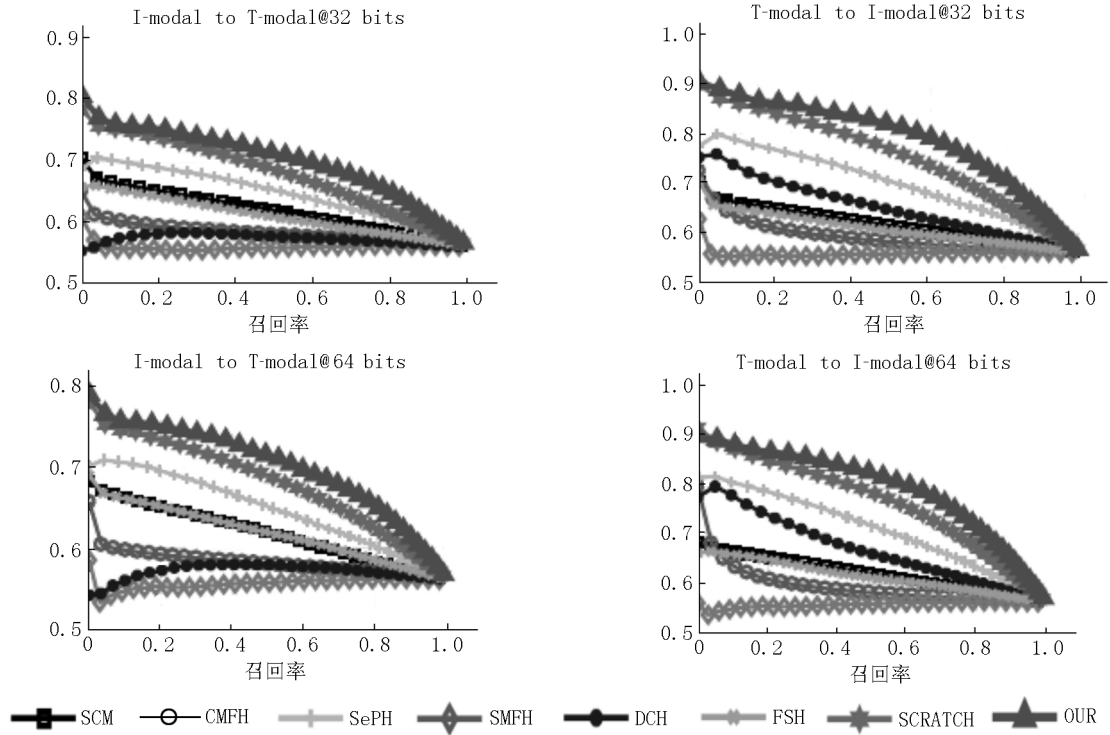 I-modal to T-modal@32 bits
0.9
0.8
0.7
0.6
0.5
0 0.2 0.4 0.6 0.8 1.0
召回率
T-modal to I-modal@32 bits
1.0
0.9
0.8
0.7
0.6
0.5
0 0.2 0.4 0.6 0.8 1.0
召回率
I-modal to T-modal@64 bits
0.8
0.7
0.6
0.5
0 0.2 0.4 0.6 0.8 1.0
召回率
T-modal to I-modal@64 bits
1.0
0.9
0.8
0.7
0.6
0.5
0 0.2 0.4 0.6 0.8 1.0
召回率
SCM CMFH SePH SMFH DCH FSH SCRATCH OUR